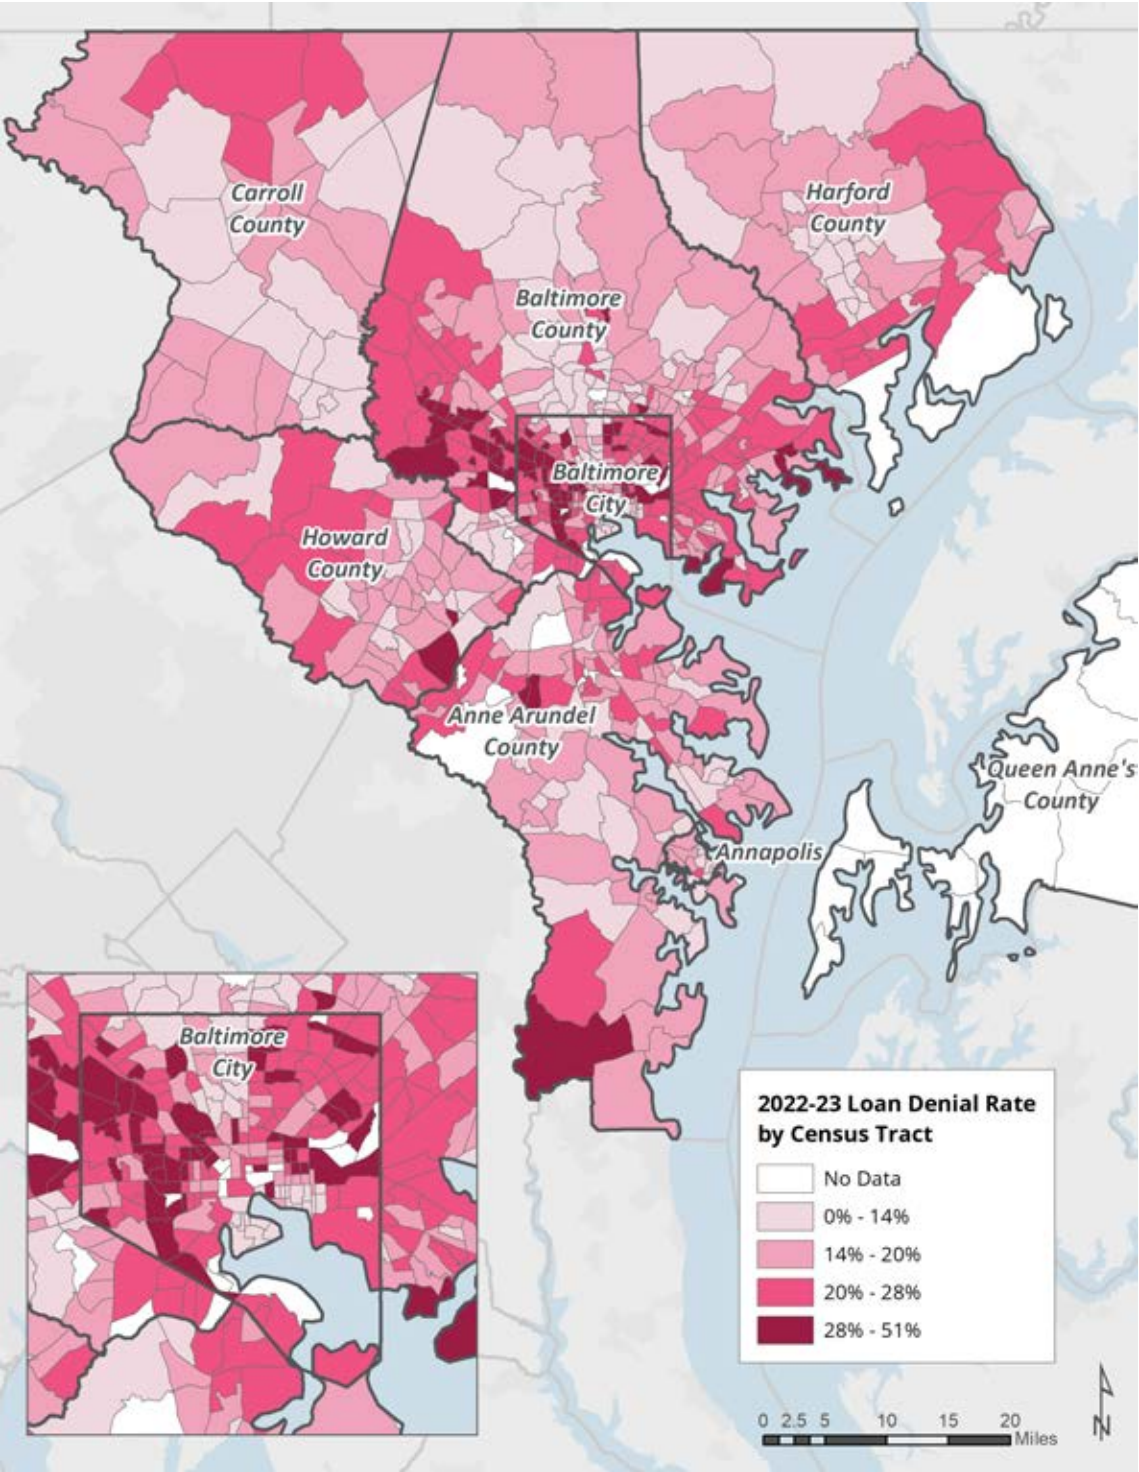 Carroll
County
Harford
County
Baltimore
County
Baltimore
City
Howard
County
Anne Arundel
County
Queen Anne's
County
Annapolis
Baltimore
City
2022-23 Loan Denial Rate
by Census Tract
No Data
0% - 14%
14% - 20%
20% - 28%
28% - 51%
0 2.5 5 10 15 20
Miles
N